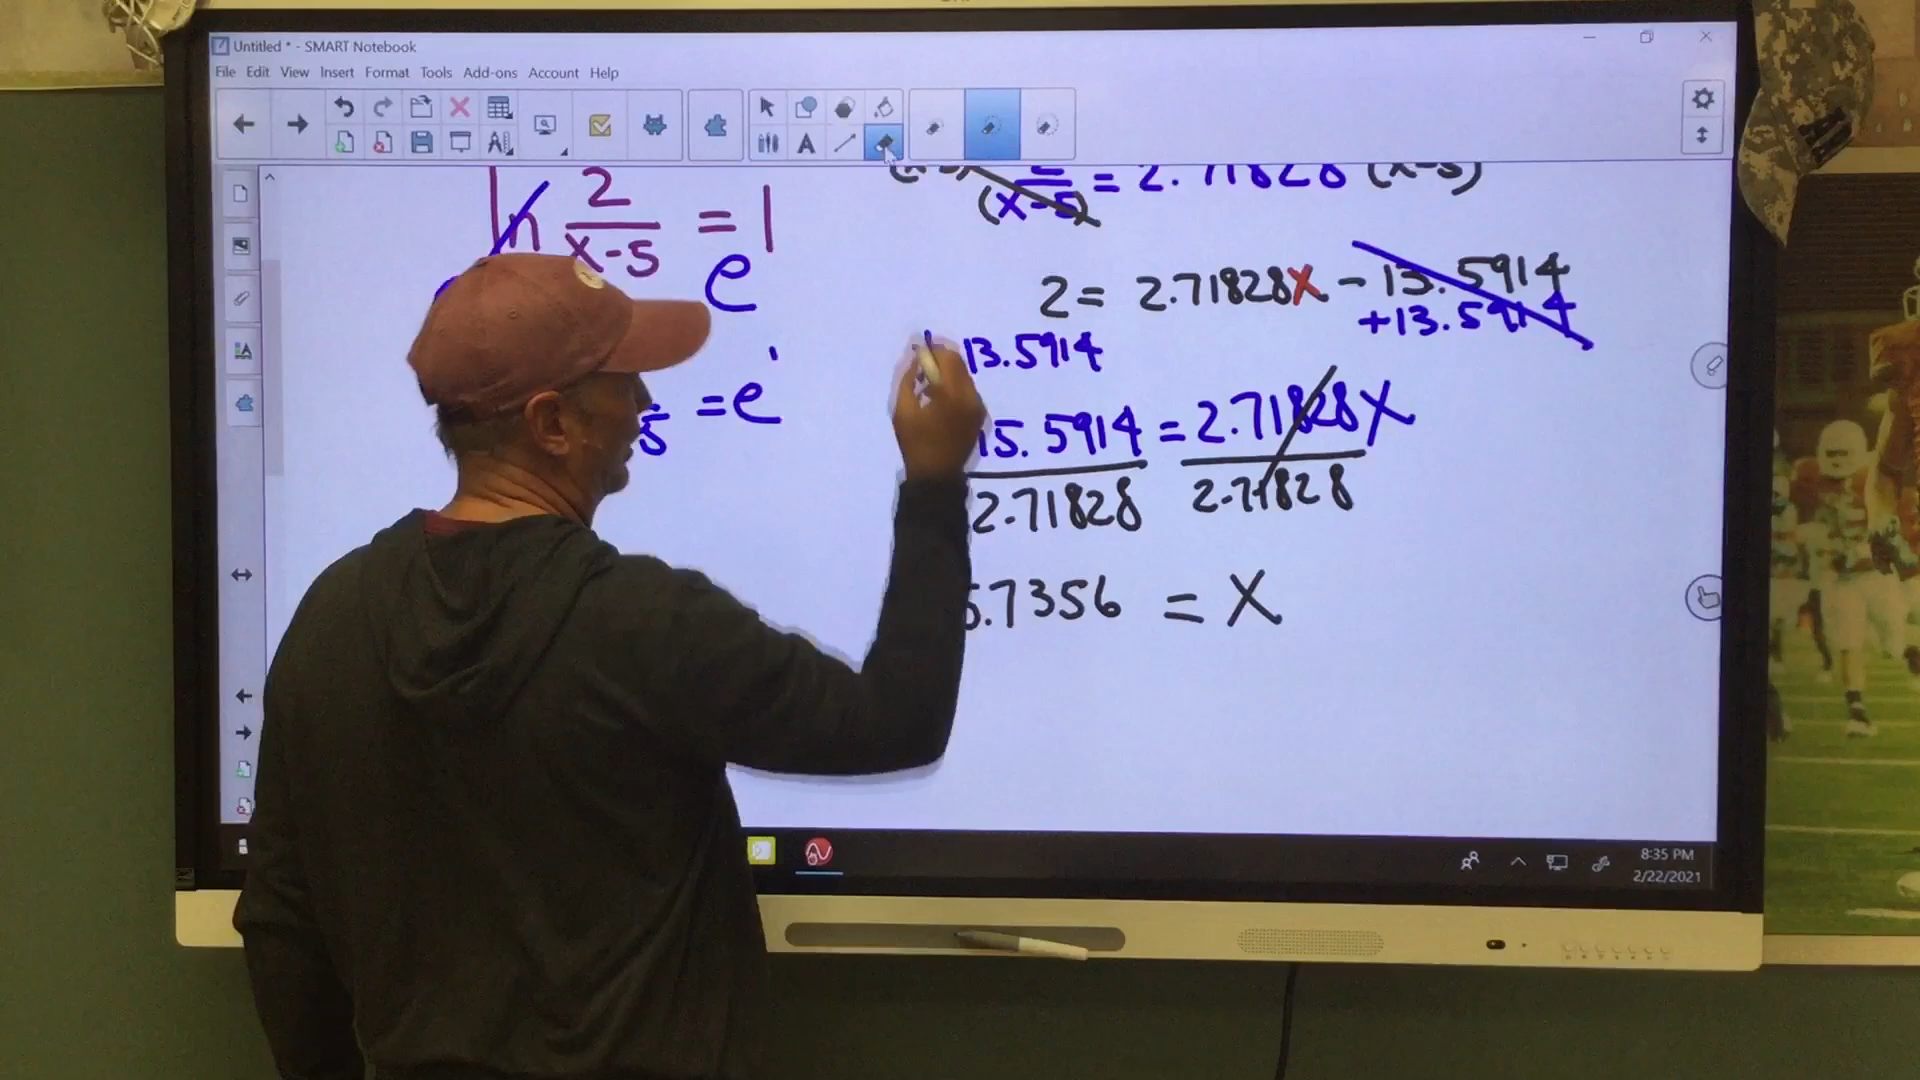 Untitled * - SMART Notebook
File Edit View Insert Format Tools Add-ons Account Help
ln 2/(x-5) = 1
e
5 = e¹
(x-5) = 2.71828 (x-5)
2 = 2.71828x - 13.5914
+13.5914
+ 13.5914
15.5914 = 2.71828x
2.71828 2.71828
5.7356 = x
8:35 PM
2/22/2021